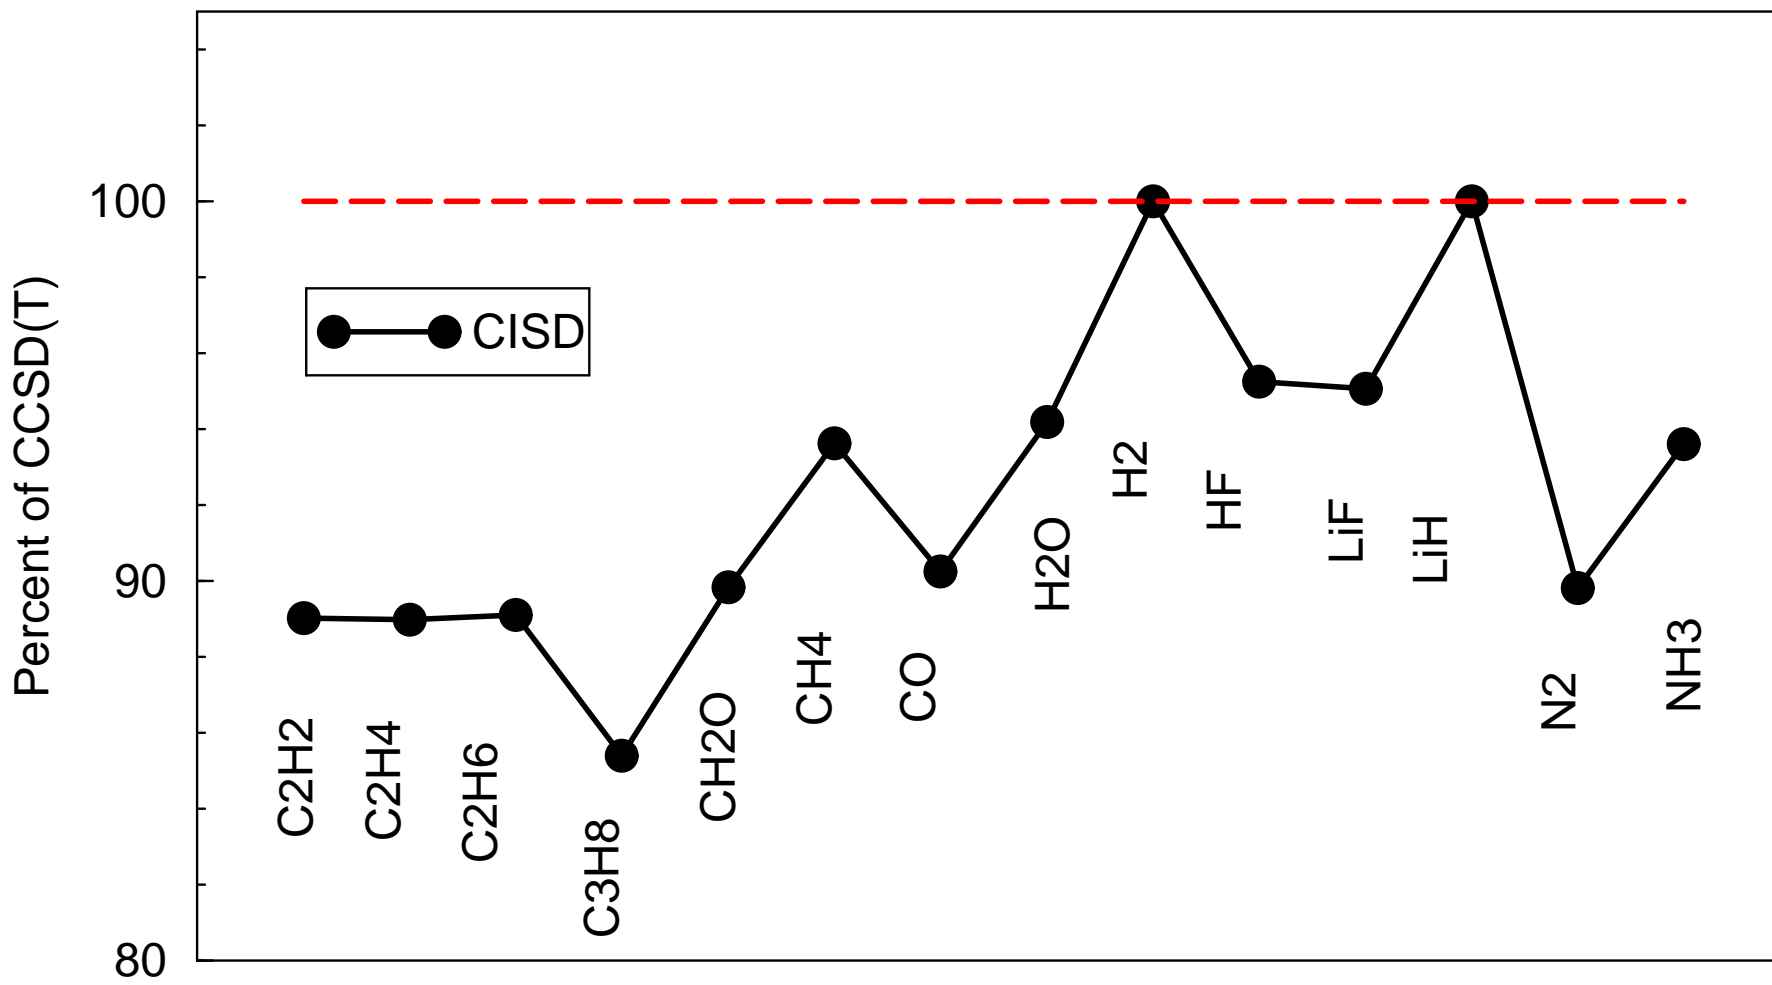 Percent of CCSD(T)
100
90
80
CISD
C2H2
C2H4
C2H6
C3H8
CH2O
CH4
CO
H2O
H2
HF
LiF
LiH
N2
NH3